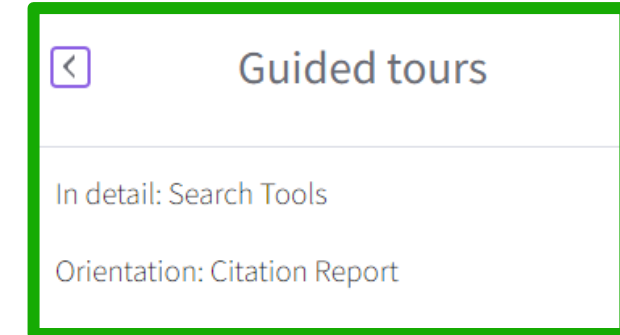 Guided tours
In detail: Search Tools
Orientation: Citation Report